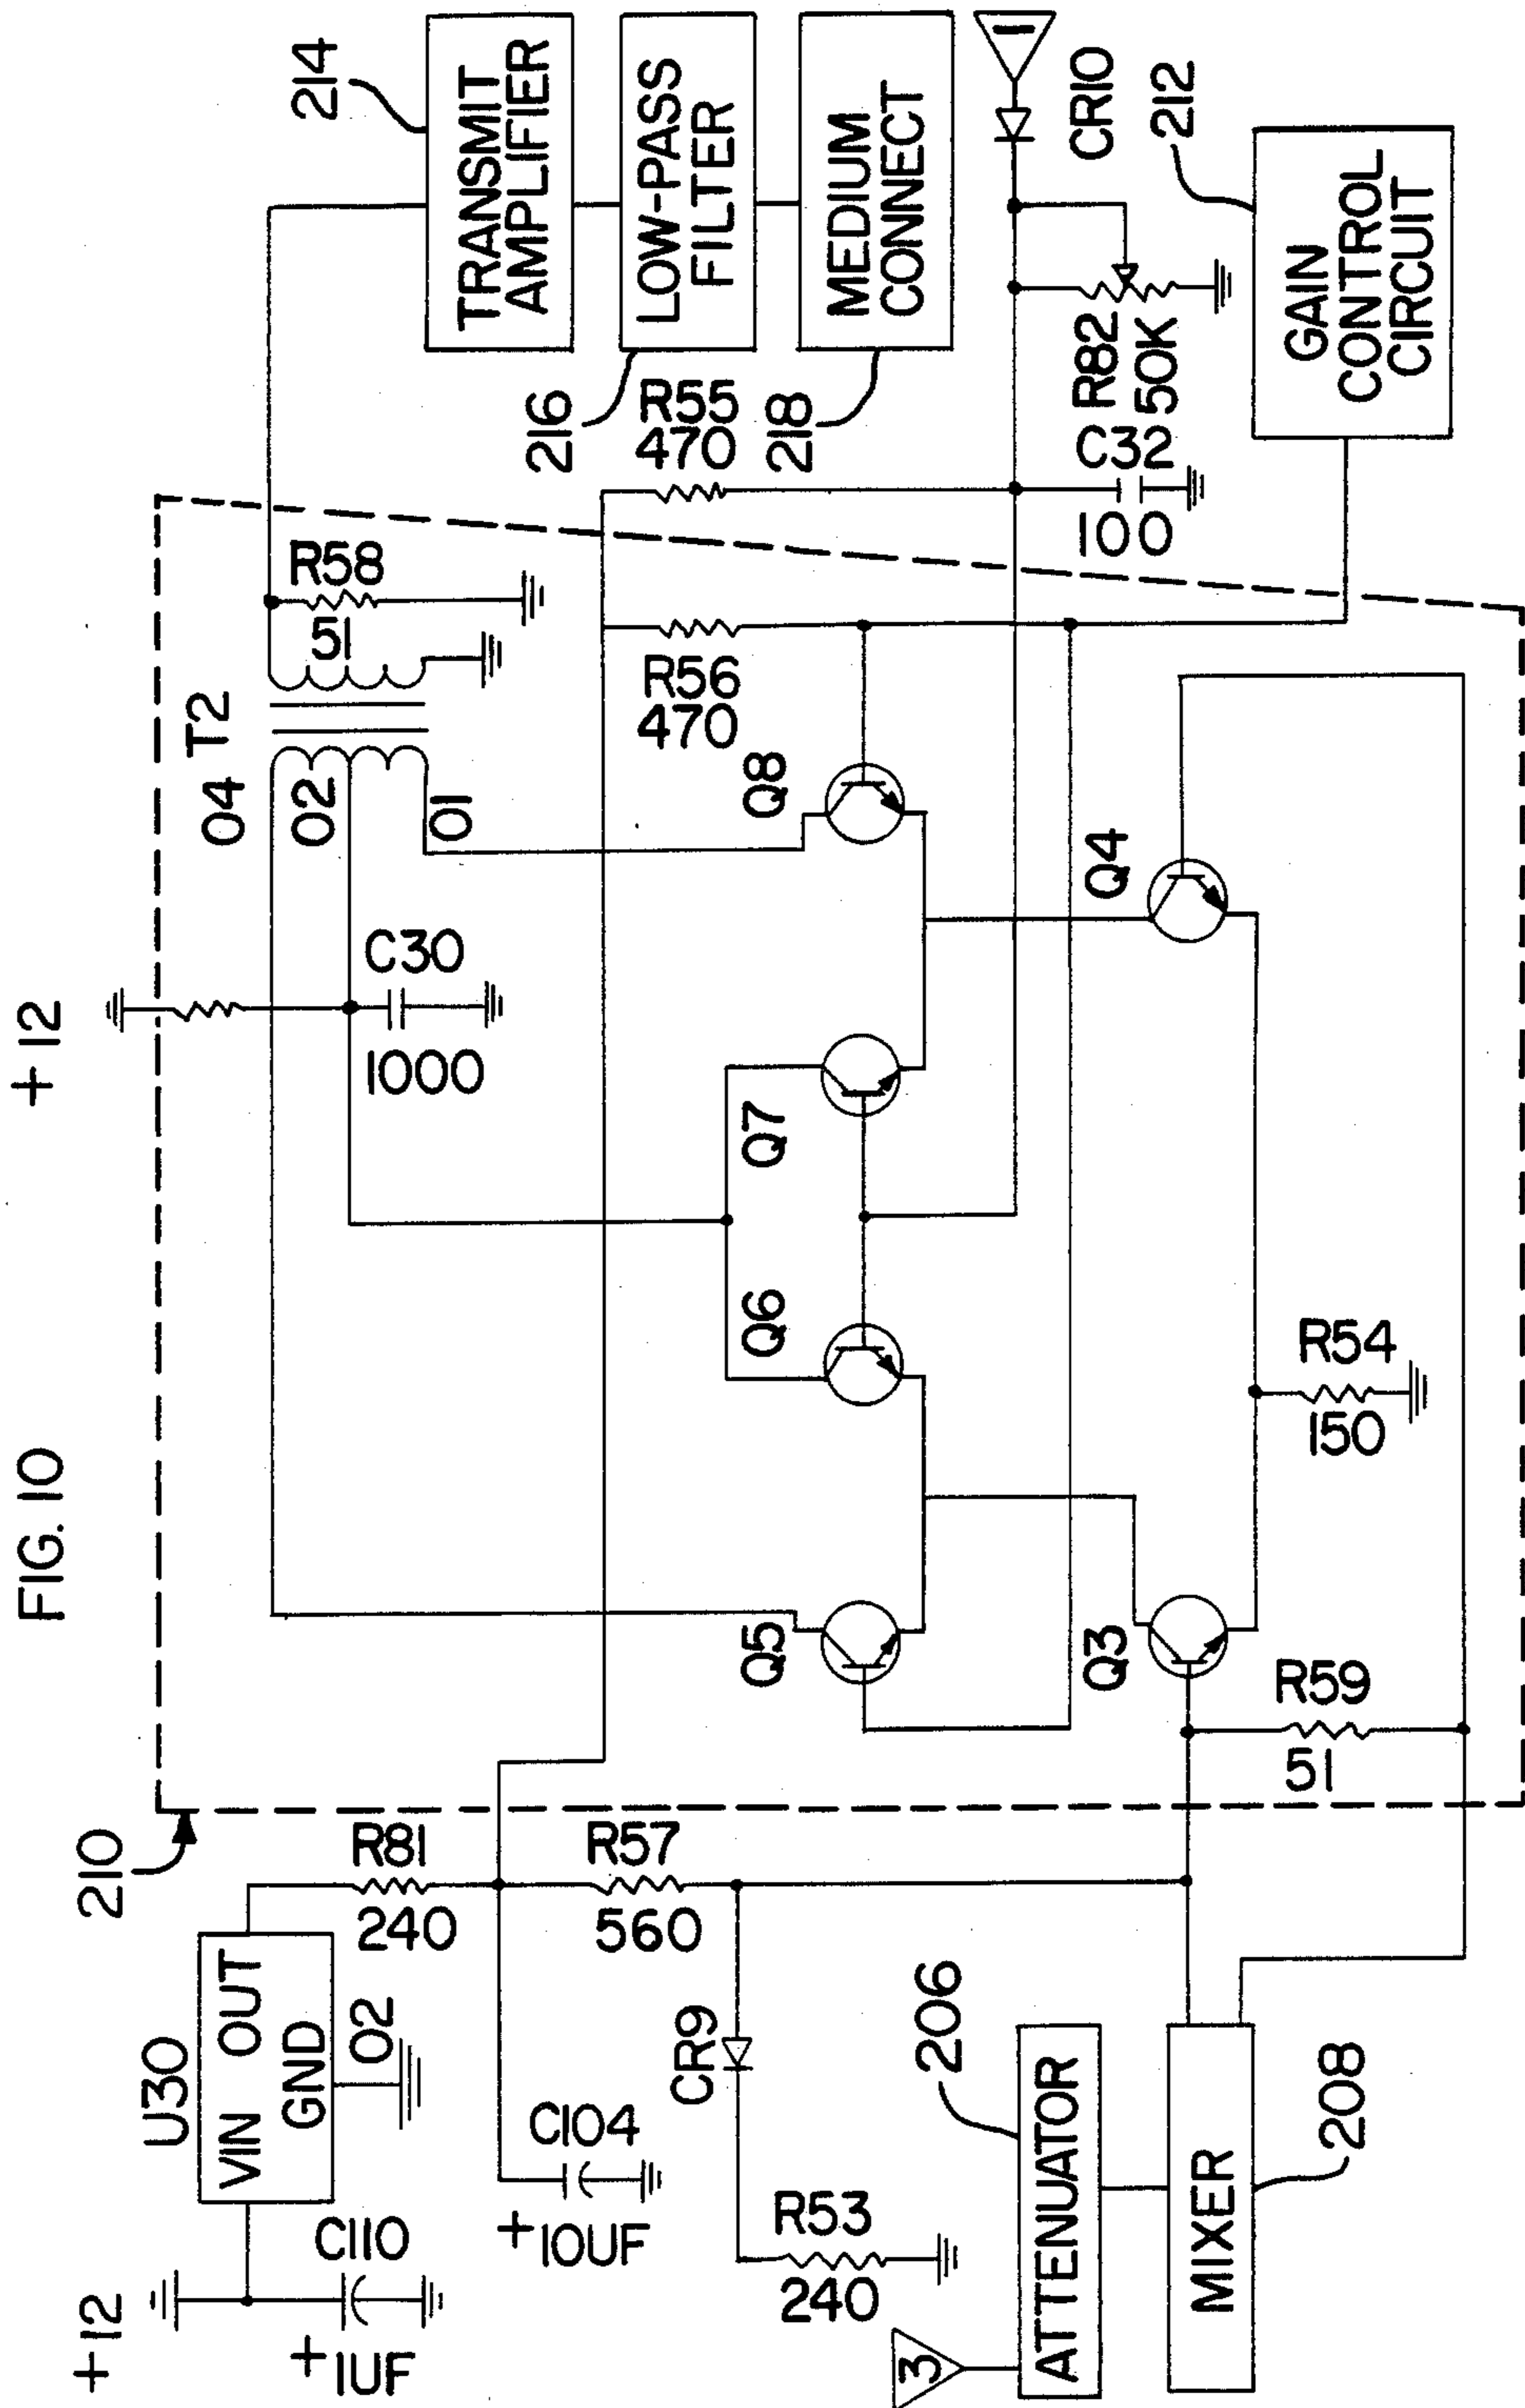 FIG. 10
+12
210
+12
U30
VIN OUT
GND
02
C110
+1UF
R81
240
C104
+10UF
R57
560
CR9
R53
240
3
ATTENUATOR
206
MIXER
208
R59
51
Q3
R54
150
Q4
Q5
Q6
Q7
Q8
C30
1000
04
T2
02
01
R58
51
R56
470
R55
470
214
TRANSMIT
AMPLIFIER
216
LOW-PASS
FILTER
218
MEDIUM
CONNECT
1
CR10
R82
50K
C32
100
212
GAIN
CONTROL
CIRCUIT